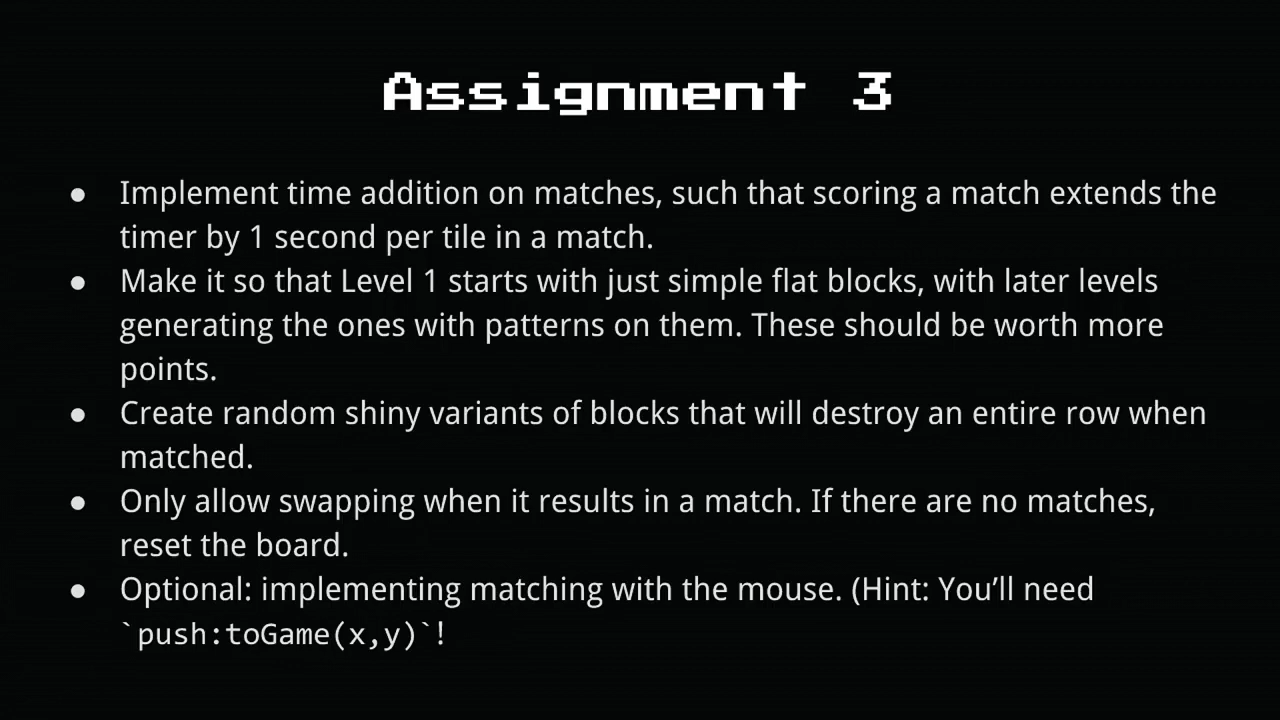 Assignment 3
● Implement time addition on matches, such that scoring a match extends the
timer by 1 second per tile in a match.
● Make it so that Level 1 starts with just simple flat blocks, with later levels
generating the ones with patterns on them. These should be worth more
points.
● Create random shiny variants of blocks that will destroy an entire row when
matched.
● Only allow swapping when it results in a match. If there are no matches,
reset the board.
● Optional: implementing matching with the mouse. (Hint: You’ll need
`push:toGame(x,y)`!